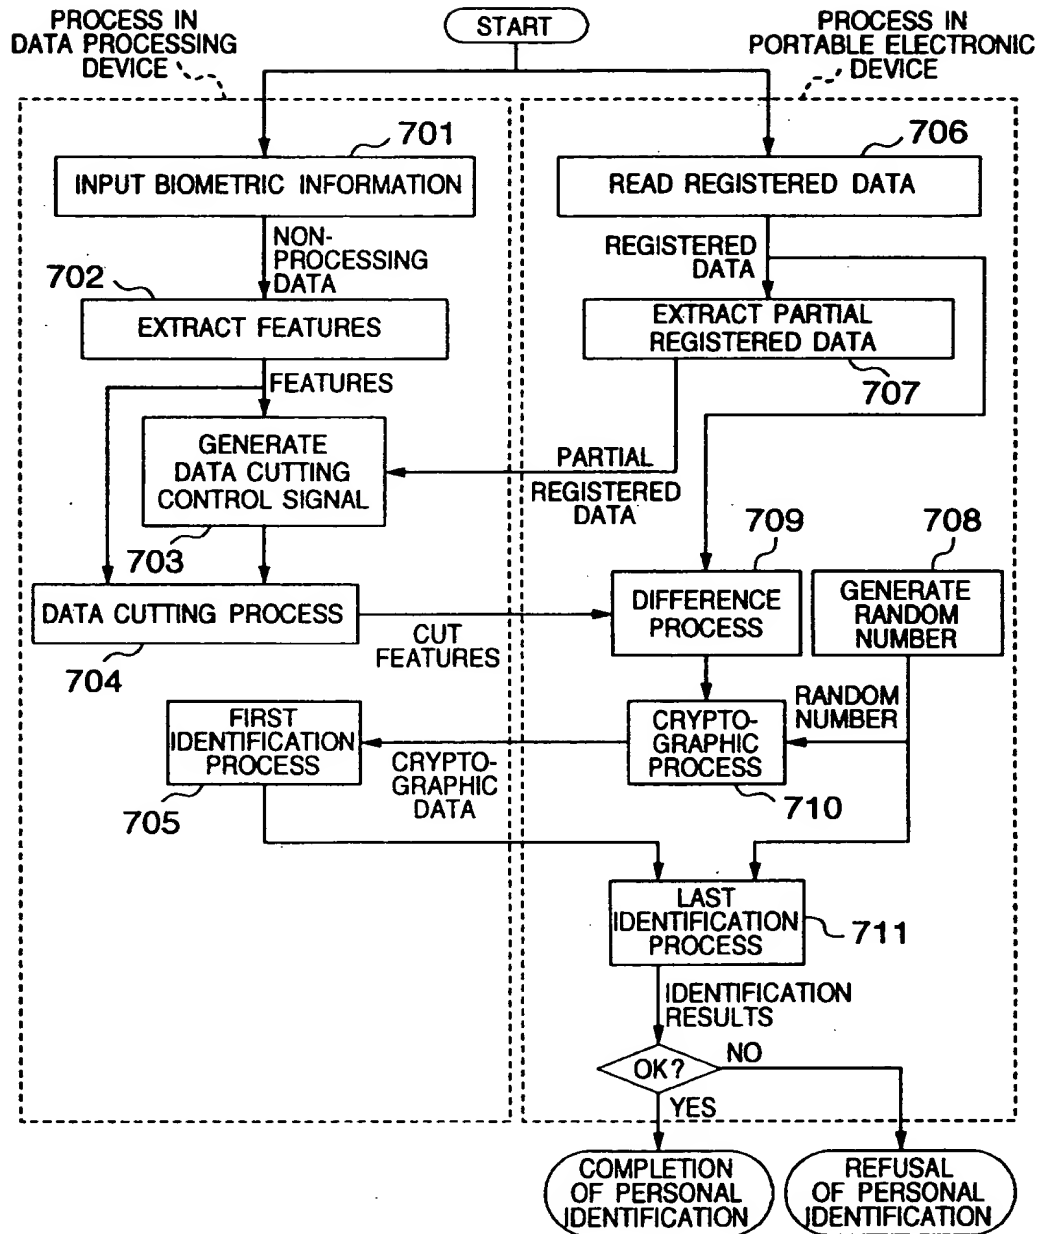 PROCESS IN
DATA PROCESSING
DEVICE
START
PROCESS IN
PORTABLE ELECTRONIC
DEVICE
701
INPUT BIOMETRIC INFORMATION
706
READ REGISTERED DATA
NON-
PROCESSING
DATA
REGISTERED
DATA
702
EXTRACT FEATURES
EXTRACT PARTIAL
REGISTERED DATA
707
FEATURES
GENERATE
DATA CUTTING
CONTROL SIGNAL
703
PARTIAL
REGISTERED
DATA
709
708
DATA CUTTING PROCESS
704
CUT
FEATURES
DIFFERENCE
PROCESS
GENERATE
RANDOM
NUMBER
FIRST
IDENTIFICATION
PROCESS
705
CRYPTO-
GRAPHIC
DATA
CRYPTO-
GRAPHIC
PROCESS
710
RANDOM
NUMBER
LAST
IDENTIFICATION
PROCESS
711
IDENTIFICATION
RESULTS
OK?
NO
YES
COMPLETION
OF PERSONAL
IDENTIFICATION
REFUSAL
OF PERSONAL
IDENTIFICATION